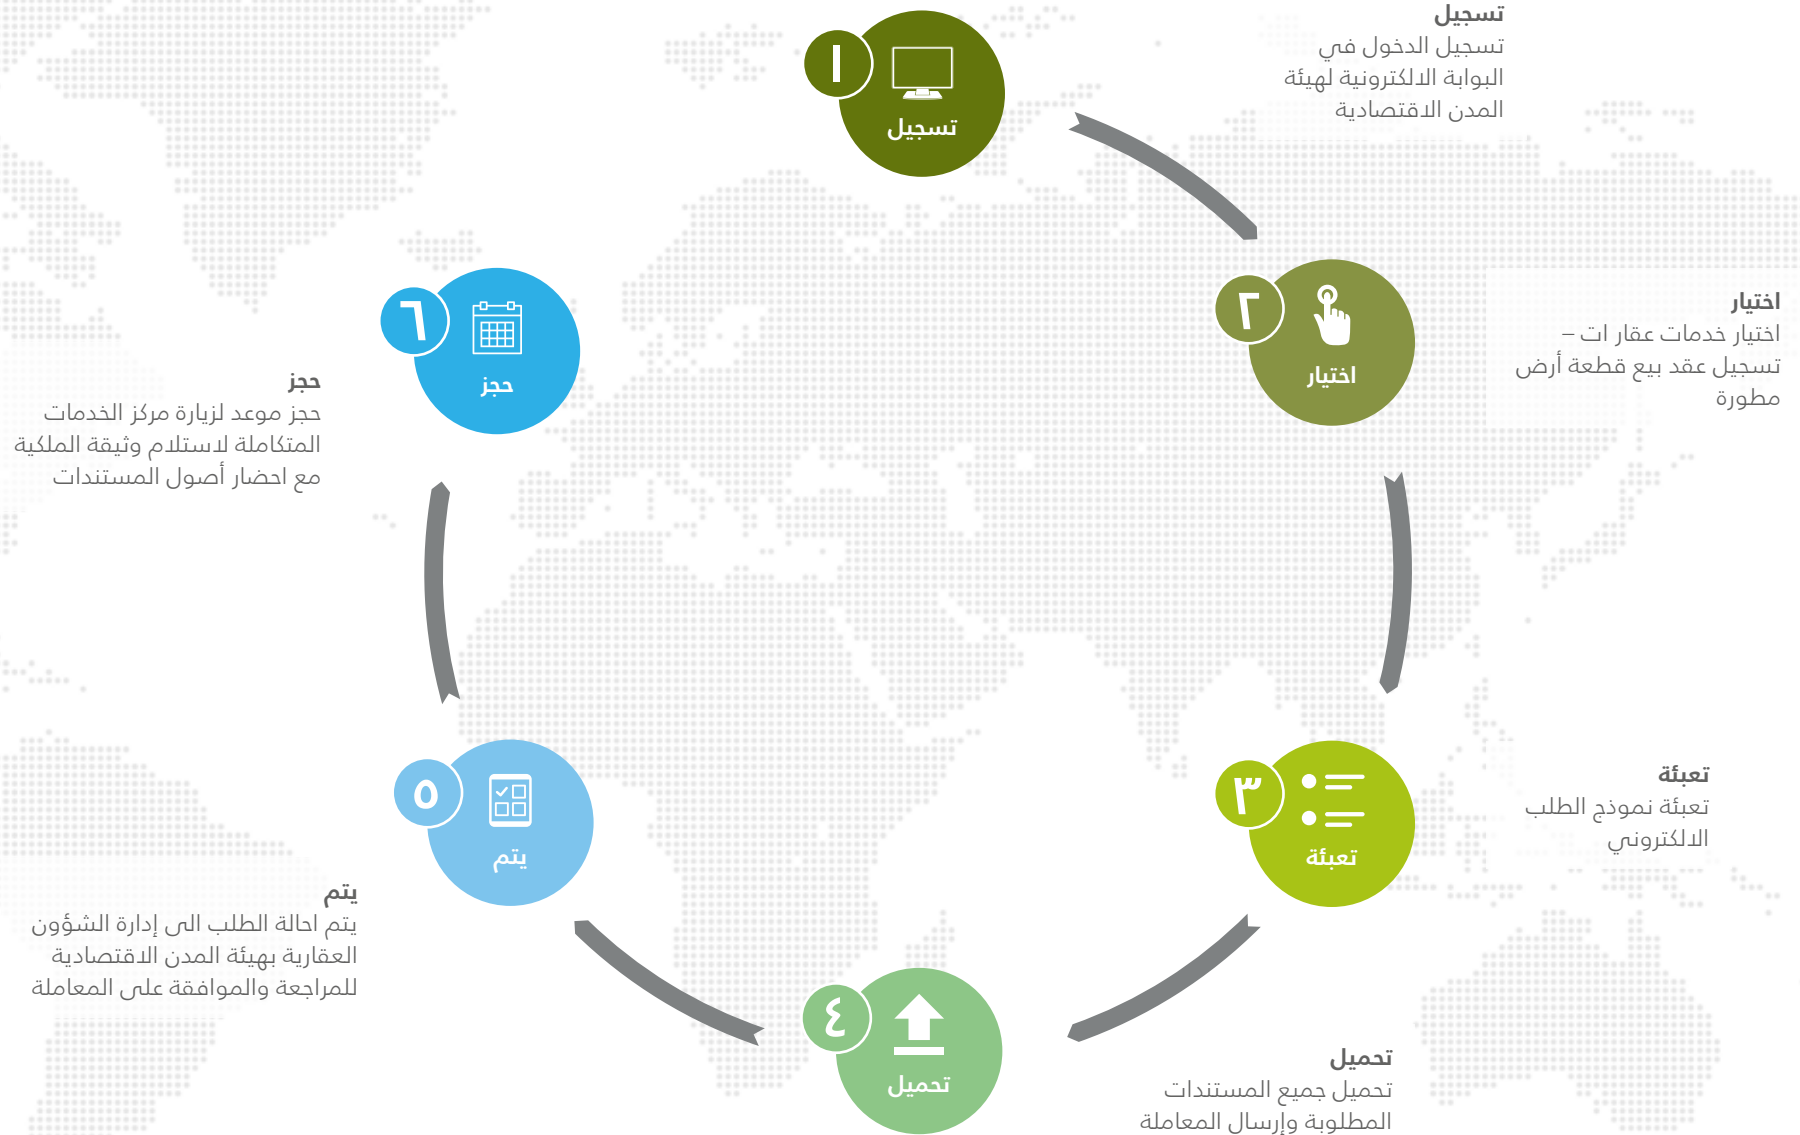 ١
تسجيل
تسجيل
تسجيل الدخول في
البوابة الالكترونية لهيئة
المدن الاقتصادية
٢
اختيار
اختيار
اختيار خدمات عقار ات –
تسجيل عقد بيع قطعة أرض
مطورة
٣
تعبئة
تعبئة
تعبئة نموذج الطلب
الالكتروني
٤
تحميل
تحميل
تحميل جميع المستندات
المطلوبة وإرسال المعاملة
٥
يتم
يتم
يتم احالة الطلب الى إدارة الشؤون
العقارية بهيئة المدن الاقتصادية
للمراجعة والموافقة على المعاملة
٦
حجز
حجز
حجز موعد لزيارة مركز الخدمات
المتكاملة لاستلام وثيقة الملكية
مع احضار أصول المستندات